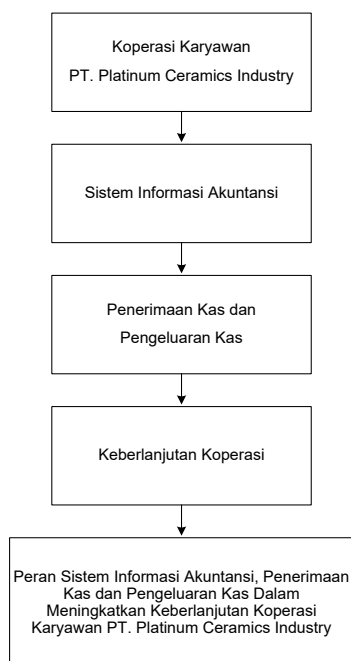 Koperasi Karyawan
PT. Platinum Ceramics Industry
Sistem Informasi Akuntansi
Penerimaan Kas dan
Pengeluaran Kas
Keberlanjutan Koperasi
Peran Sistem Informasi Akuntansi, Penerimaan
Kas dan Pengeluaran Kas Dalam
Meningkatkan Keberlanjutan Koperasi
Karyawan PT. Platinum Ceramics Industry